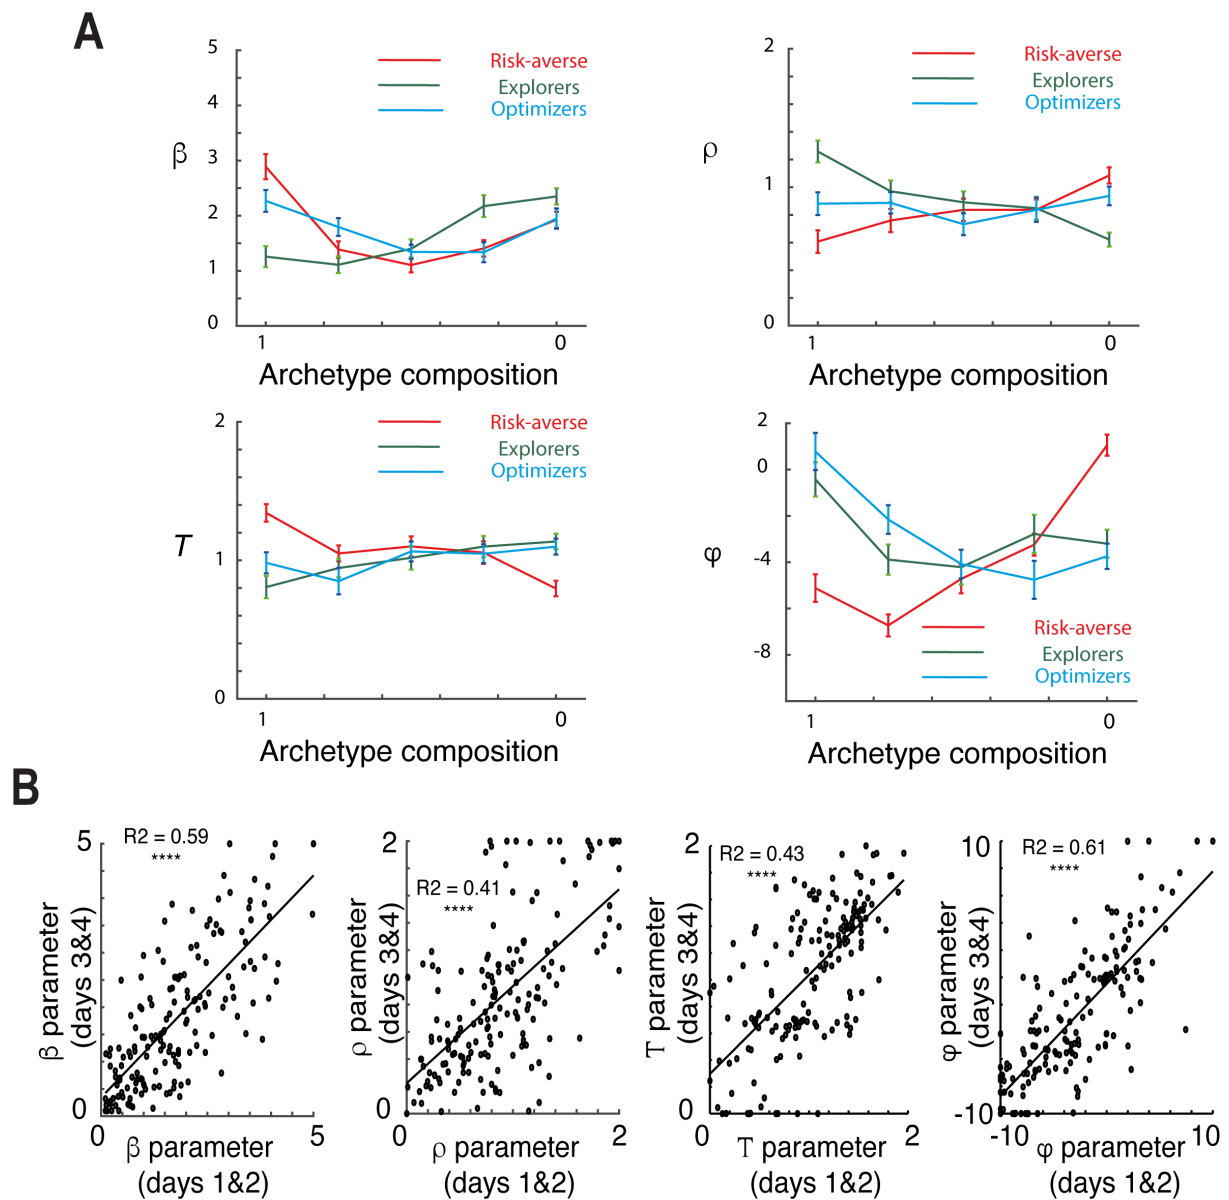 A
5
4
3
2
1
0
β
Risk-averse
Explorers
Optimizers
1
0
Archetype composition
2
1
0
ρ
Risk-averse
Explorers
Optimizers
1
0
Archetype composition
2
1
0
T
Risk-averse
Explorers
Optimizers
1
0
Archetype composition
2
0
-4
-8
φ
Risk-averse
Explorers
Optimizers
1
0
Archetype composition
B
5
0
β parameter
(days 3&4)
R2 = 0.59
****
0
5
β parameter
(days 1&2)
2
0
ρ parameter
(days 3&4)
R2 = 0.41
****
0
2
ρ parameter
(days 1&2)
2
0
T parameter
(days 3&4)
R2 = 0.43
****
0
2
T parameter
(days 1&2)
10
-10
φ parameter
(days 3&4)
R2 = 0.61
****
-10
10
φ parameter
(days 1&2)